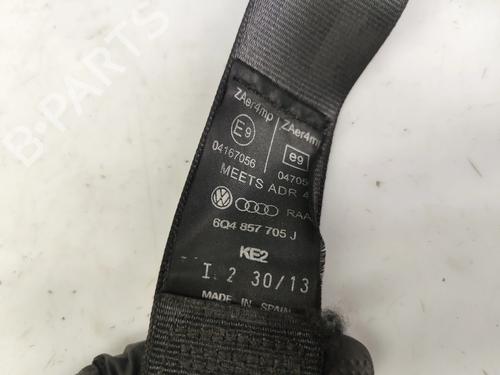 ZAer4mp
ZAer4m
E9
e9
04167056
04705
MEETS ADR 4
RAA
6Q4 857 705 J
KE2
I. 2 30/13
MADE IN SPAIN
B-PARTS